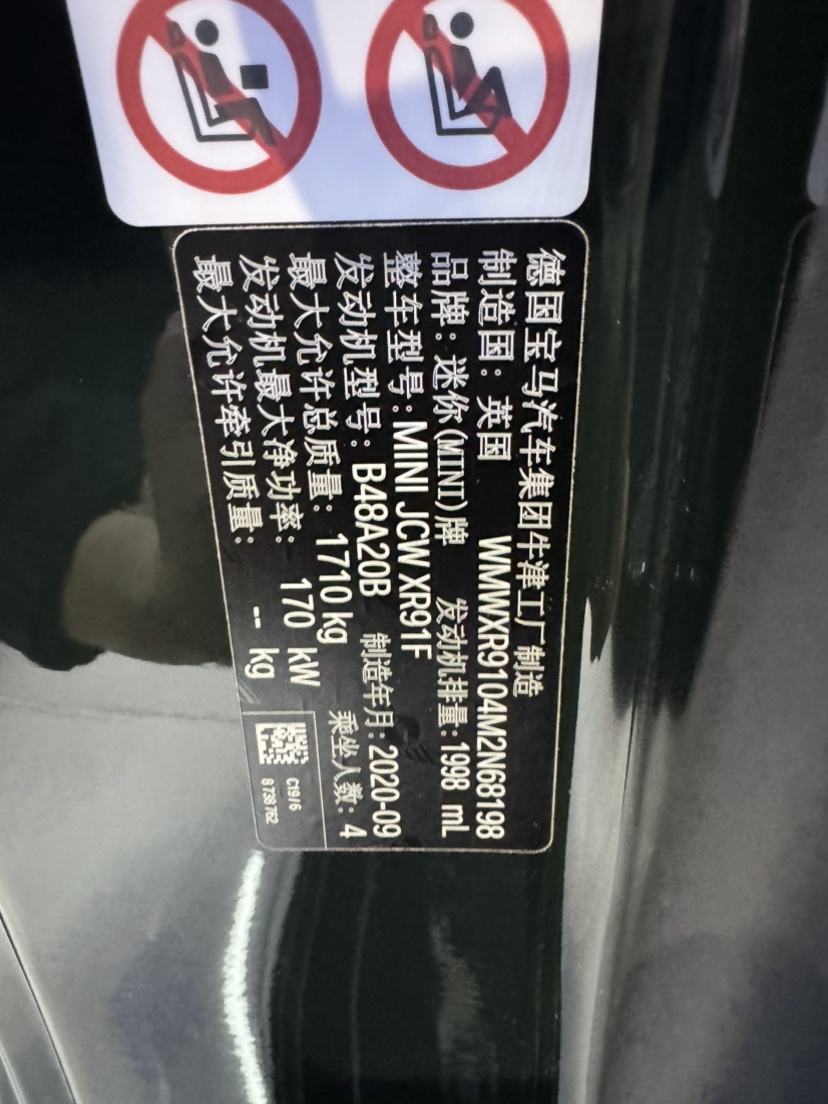 德国宝马汽车集团牛津工厂制造
制造国: 英国 WMWXR9104M2N68198
品牌: 迷你(MINI)牌 发动机排量: 1998 mL
整车型号: MINI JCW XR91F
发动机型号: B48A20B 制造年月: 2020-09
最大允许总质量: 1710 kg 乘坐人数: 4
发动机最大净功率: 170 kW
最大允许牵引质量: -- kg
C19/6
8 738 762